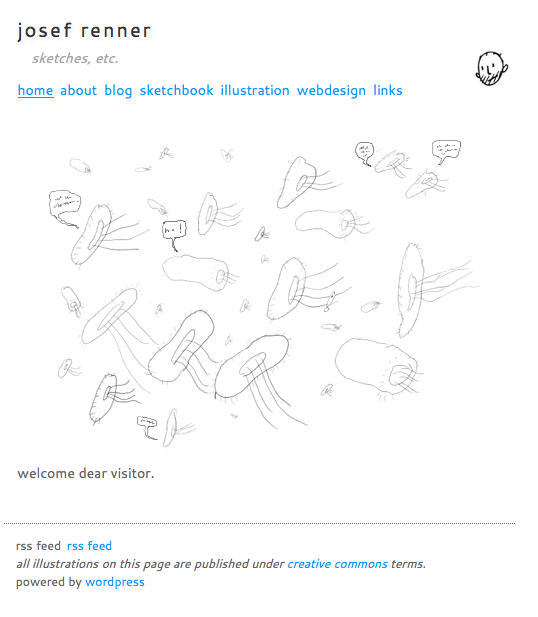 josef renner
sketches, etc.
home about blog sketchbook illustration webdesign links
welcome dear visitor.
rss feed rss feed
all illustrations on this page are published under creative commons terms.
powered by wordpress